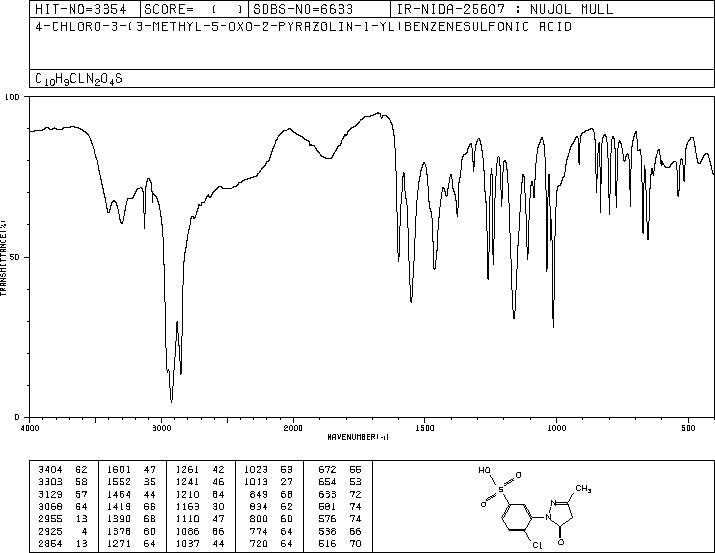 HIT-NO=3354 SCORE= ( ) SDBS-NO=6633 IR-NIDA-25607 : NUJOL MULL
4-CHLORO-3-(3-METHYL-5-OXO-2-PYRAZOLIN-1-YL)BENZENESULFONIC ACID
C10H9CLN2O4S
100
50
0
TRANSMITTANCE(%)
4000 3000 2000 1500 1000 500
WAVENUMBER(-1)
3404 62 1601 47 1261 42 1023 53 672 55
3303 58 1552 35 1241 46 1013 27 654 53
3129 57 1464 44 1210 64 849 68 633 72
3068 64 1419 66 1163 30 834 62 581 74
2955 13 1390 68 1110 47 800 60 576 74
2925 4 1378 60 1086 66 774 64 538 66
2854 13 1271 64 1037 44 720 64 516 70
HO
S
O
O
N
N
CH3
O
Cl